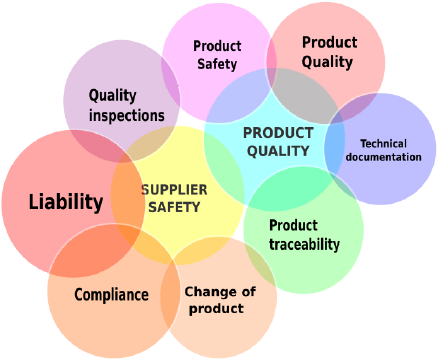 Product
Safety
Product
Quality
Quality
inspections
PRODUCT
QUALITY
Technical
documentation
Liability
SUPPLIER
SAFETY
Product
traceability
Compliance
Change of
product